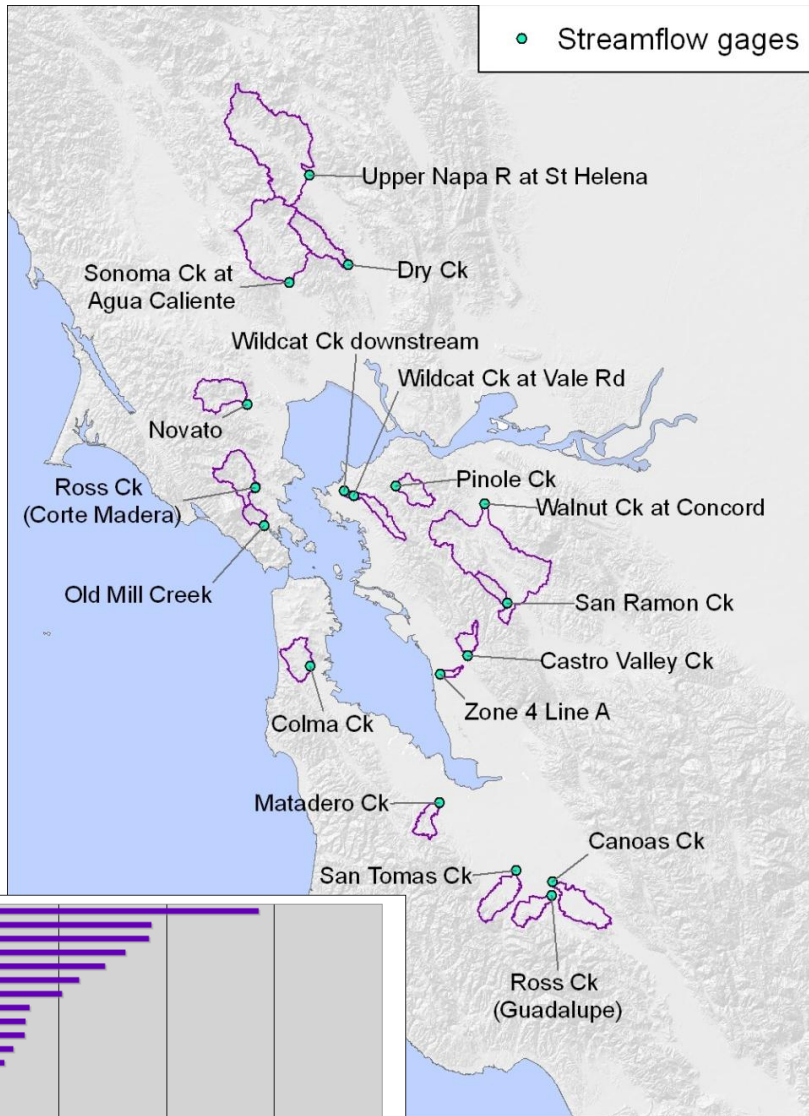 Streamflow gages
Upper Napa R at St Helena
Sonoma Ck at
Agua Caliente
Dry Ck
Wildcat Ck downstream
Wildcat Ck at Vale Rd
Novato
Ross Ck
(Corte Madera)
Pinole Ck
Walnut Ck at Concord
Old Mill Creek
San Ramon Ck
Castro Valley Ck
Zone 4 Line A
Colma Ck
Matadero Ck
Canoas Ck
San Tomas Ck
Ross Ck
(Guadalupe)